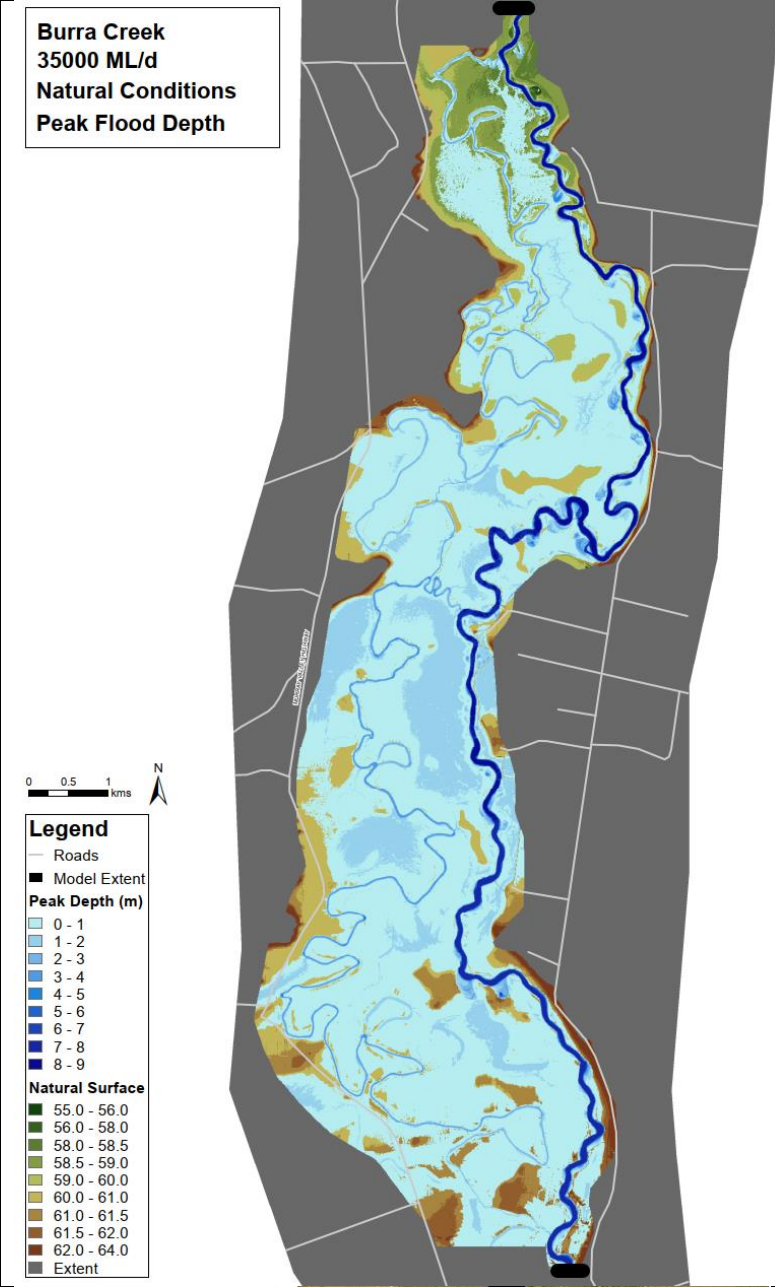 Burra Creek
35000 ML/d
Natural Conditions
Peak Flood Depth
N
0 0.5 1
kms
Legend
Roads
Model Extent
Peak Depth (m)
0 - 1
1 - 2
2 - 3
3 - 4
4 - 5
5 - 6
6 - 7
7 - 8
8 - 9
Natural Surface
55.0 - 56.0
56.0 - 58.0
58.0 - 58.5
58.5 - 59.0
59.0 - 60.0
60.0 - 61.0
61.0 - 61.5
61.5 - 62.0
62.0 - 64.0
Extent